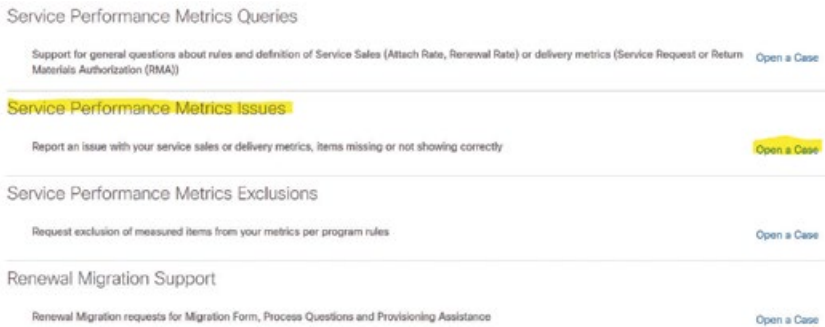 Service Performance Metrics Queries
Support for general questions about rules and definition of Service Sales (Attach Rate, Renewal Rate) or delivery metrics (Service Request or Return
Materials Authorization (RMA))
Open a Case
Service Performance Metrics Issues
Report an issue with your service sales or delivery metrics, items missing or not showing correctly
Open a Case
Service Performance Metrics Exclusions
Request exclusion of measured items from your metrics per program rules
Open a Case
Renewal Migration Support
Renewal Migration requests for Migration Form, Process Questions and Provisioning Assistance
Open a Case